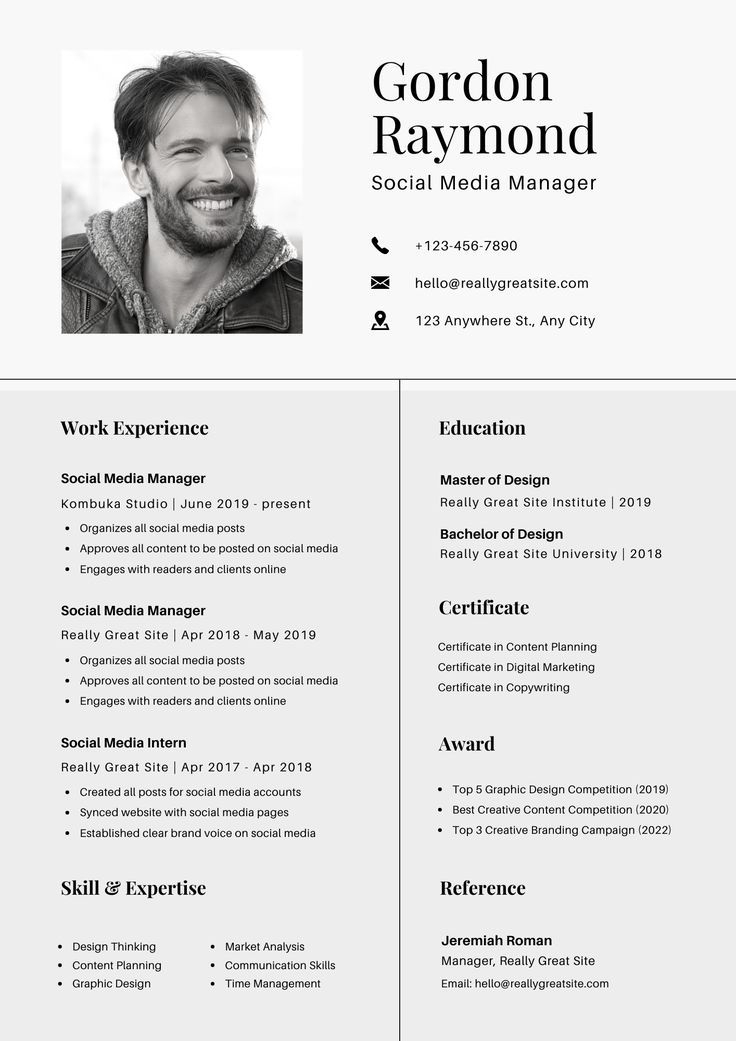 Gordon
Raymond
Social Media Manager
+123-456-7890
hello@reallygreatsite.com
123 Anywhere St., Any City
Work Experience
Social Media Manager
Kombuka Studio | June 2019 - present
• Organizes all social media posts
• Approves all content to be posted on social media
• Engages with readers and clients online
Social Media Manager
Really Great Site | Apr 2018 - May 2019
• Organizes all social media posts
• Approves all content to be posted on social media
• Engages with readers and clients online
Social Media Intern
Really Great Site | Apr 2017 - Apr 2018
• Created all posts for social media accounts
• Synced website with social media pages
• Established clear brand voice on social media
Skill & Expertise
• Design Thinking
• Content Planning
• Graphic Design
• Market Analysis
• Communication Skills
• Time Management
Education
Master of Design
Really Great Site Institute | 2019
Bachelor of Design
Really Great Site University | 2018
Certificate
Certificate in Content Planning
Certificate in Digital Marketing
Certificate in Copywriting
Award
• Top 5 Graphic Design Competition (2019)
• Best Creative Content Competition (2020)
• Top 3 Creative Branding Campaign (2022)
Reference
Jeremiah Roman
Manager, Really Great Site
Email: hello@reallygreatsite.com